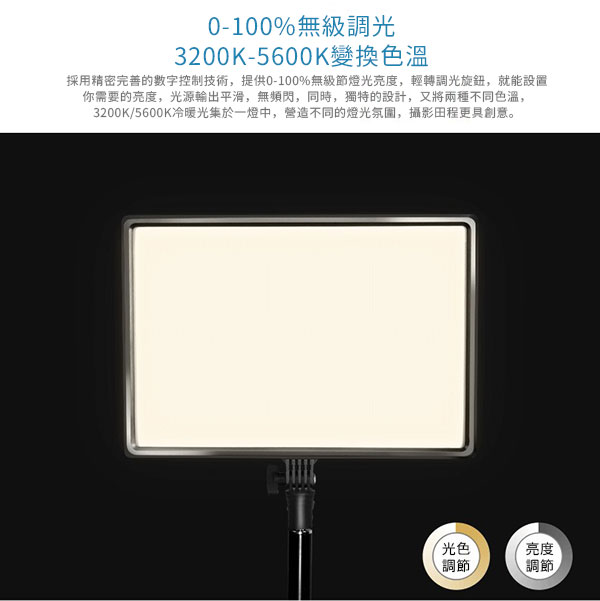 0-100%無級調光
3200K-5600K變換色溫
採用精密完善的數字控制技術，提供0-100%無級節燈光亮度，輕轉調光旋鈕，就能設置
你需要的亮度，光源輸出平滑，無頻閃，同時，獨特的設計，又將兩種不同色溫，
3200K/5600K冷暖光集於一燈中，營造不同的燈光氛圍，攝影田程更具創意。
光色
調節
亮度
調節